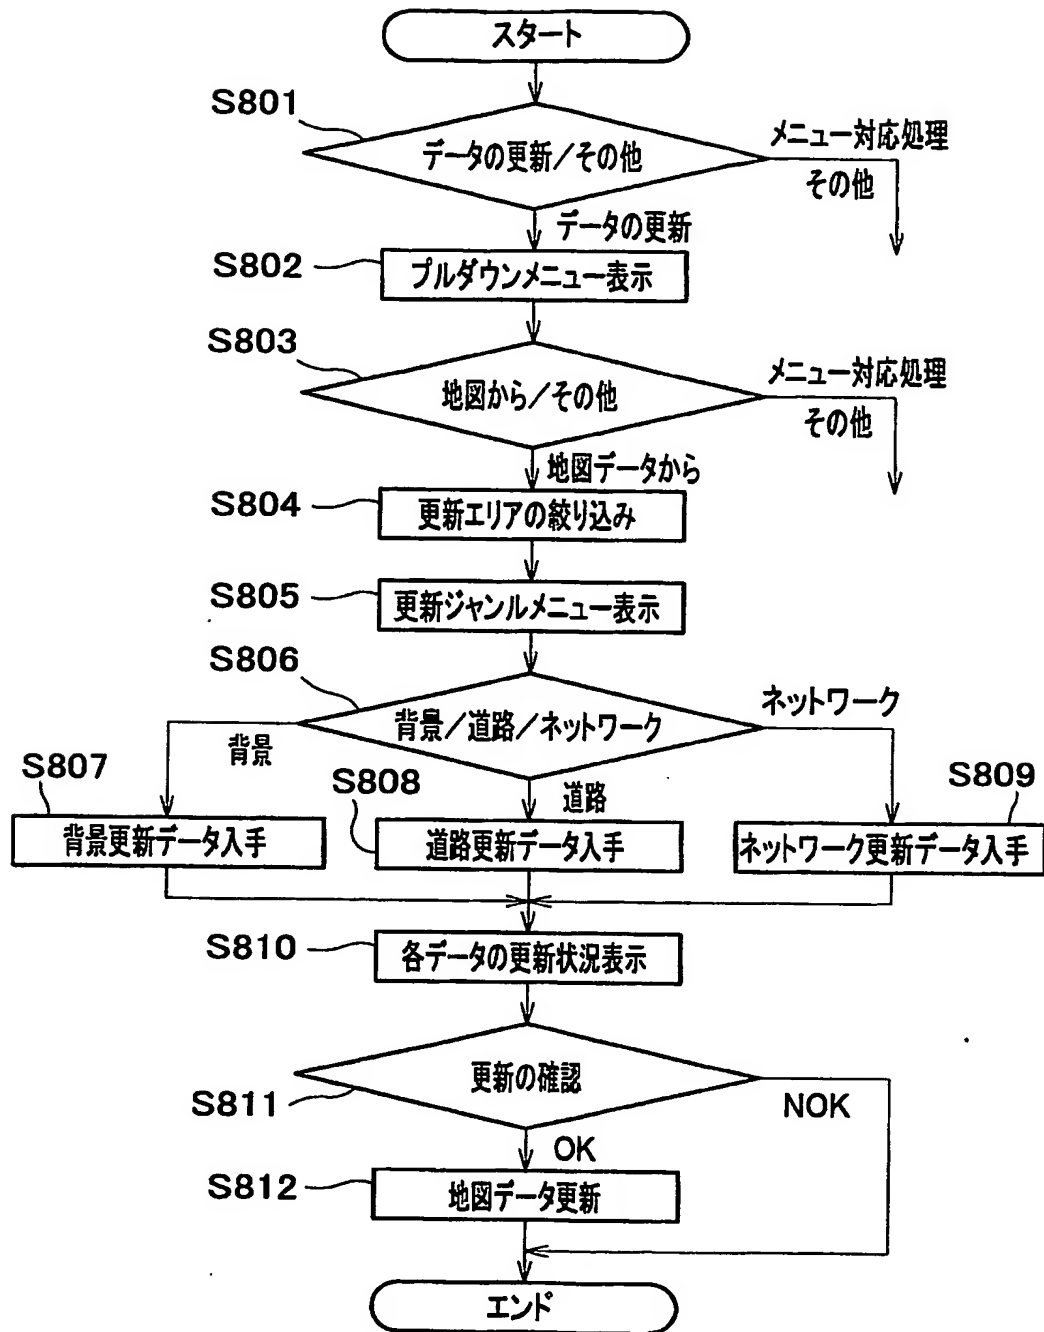 スタート
S801
データの更新/その他
メニュー対応処理
その他
データの更新
S802
プルダウンメニュー表示
S803
地図から/その他
メニュー対応処理
その他
地図データから
S804
更新エリアの絞り込み
S805
更新ジャンルメニュー表示
S806
背景/道路/ネットワーク
ネットワーク
背景
道路
S807
S808
S809
背景更新データ入手
道路更新データ入手
ネットワーク更新データ入手
S810
各データの更新状況表示
更新の確認
S811
NOK
OK
S812
地図データ更新
エンド